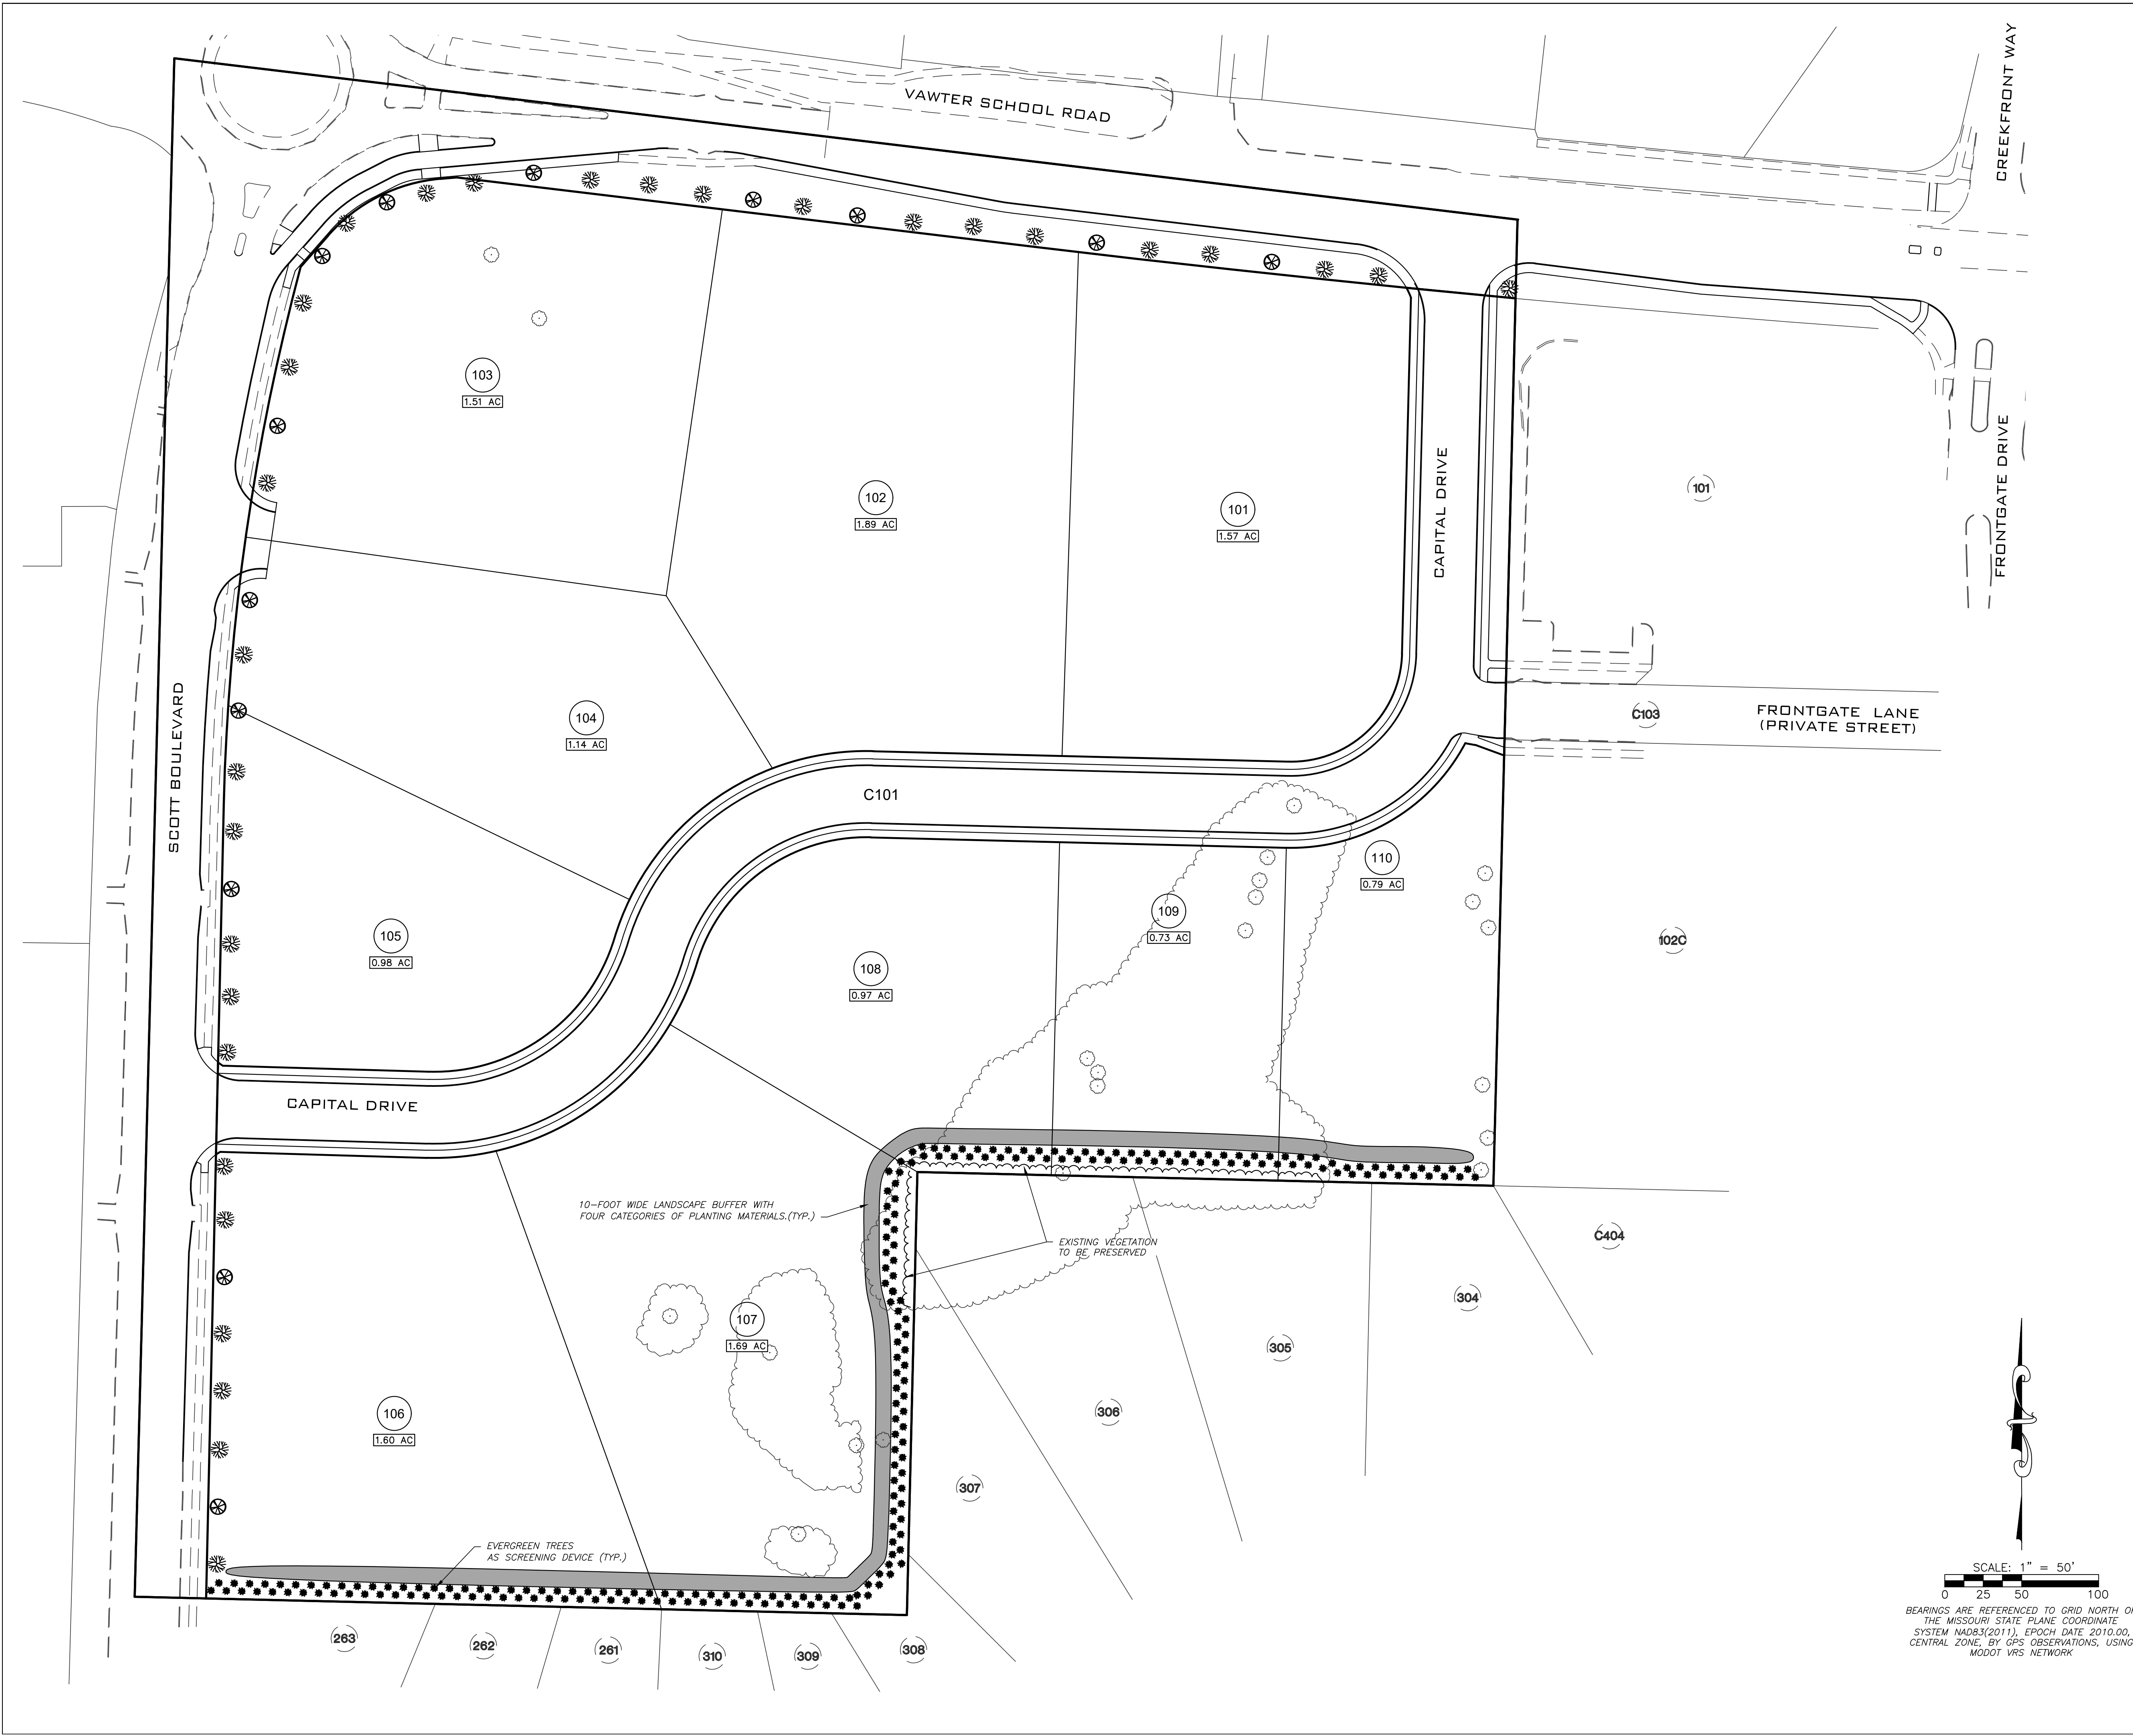 CREEKFRONT WAY
VAWTER SCHOOL ROAD
103
1.51 AC
102
1.89 AC
101
1.57 AC
CAPITAL DRIVE
101
FRONTGATE DRIVE
SCOTT BOULEVARD
104
1.14 AC
C101
C103
FRONTGATE LANE
(PRIVATE STREET)
110
0.79 AC
109
0.73 AC
105
0.98 AC
108
0.97 AC
102C
CAPITAL DRIVE
10-FOOT WIDE LANDSCAPE BUFFER WITH
FOUR CATEGORIES OF PLANTING MATERIALS.(TYP.)
EXISTING VEGETATION
TO BE PRESERVED
C404
304
107
1.69 AC
305
106
1.60 AC
306
307
EVERGREEN TREES
AS SCREENING DEVICE (TYP.)
263
262
261
310
309
308
SCALE: 1" = 50'
0 25 50 100
BEARINGS ARE REFERENCED TO GRID NORTH
THE MISSOURI STATE PLANE COORDINATE
SYSTEM NAD83(2011), EPOCH DATE 2010.00,
CENTRAL ZONE, BY GPS OBSERVATIONS, USING
MODOT VRS NETWORK